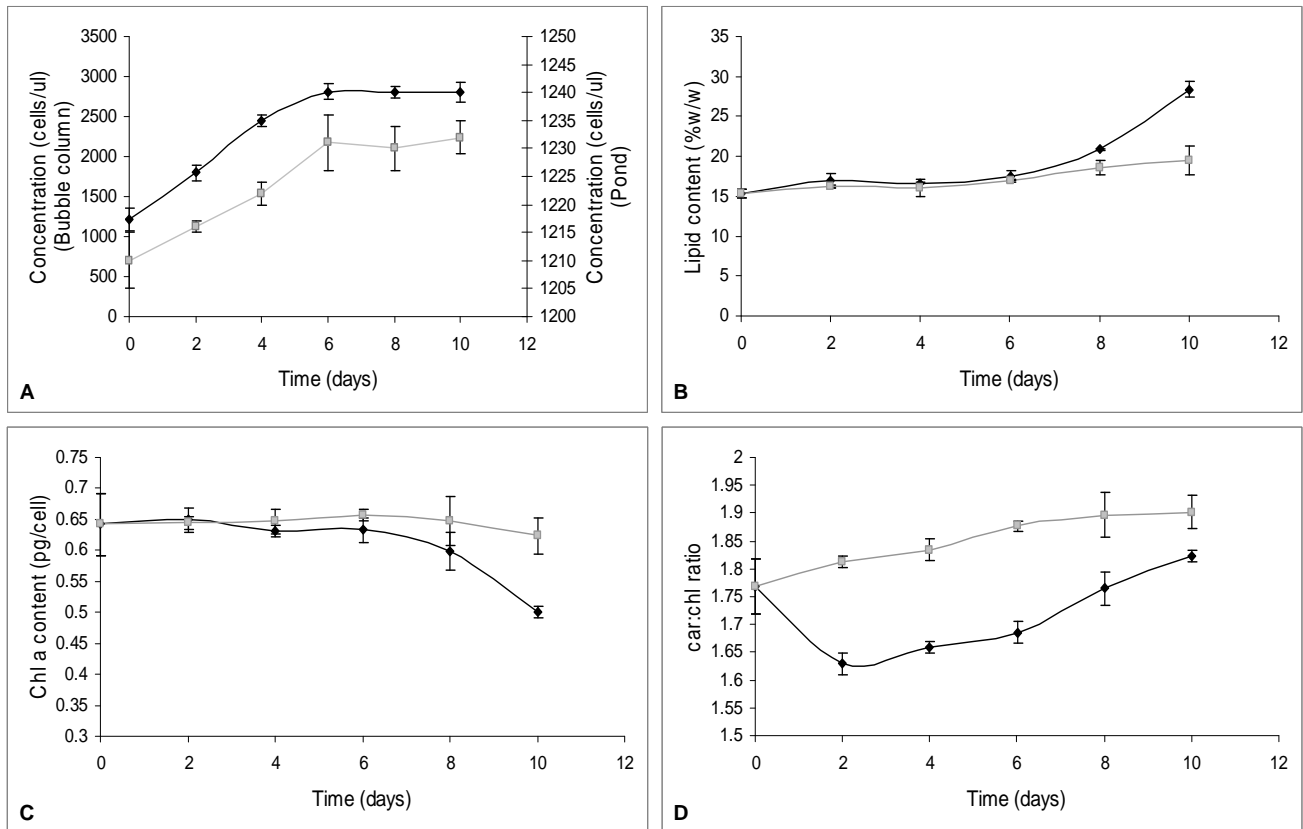 3500
3000
2500
2000
1500
1000
500
0
Concentration (cells/ul)
(Bubble column)
1250
1245
1240
1235
1230
1225
1220
1215
1210
1205
1200
Concentration (cells/ul)
(Pond)
0 2 4 6 8 10 12
Time (days)
A
35
30
25
20
15
10
5
0
Lipid content (%w/w)
0 2 4 6 8 10 12
Time (days)
B
0.75
0.7
0.65
0.6
0.55
0.5
0.45
0.4
0.35
0.3
Chl a content (pg/cell)
0 2 4 6 8 10 12
Time (days)
C
2
1.95
1.9
1.85
1.8
1.75
1.7
1.65
1.6
1.55
1.5
car:chl ratio
0 2 4 6 8 10 12
Time (days)
D